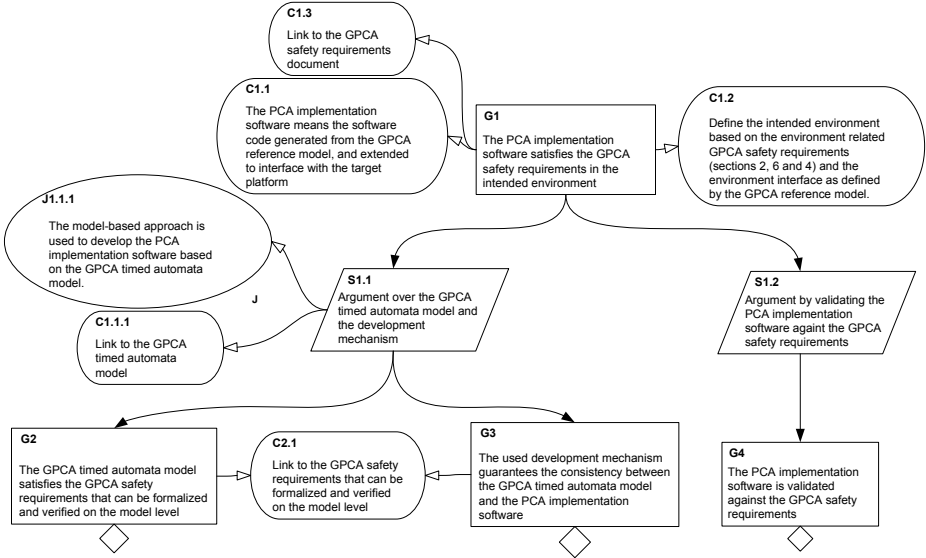 C1.3
Link to the GPCA
safety requirements
document
C1.1
The PCA implementation
software means the software
code generated from the GPCA
reference model, and extended
to interface with the target
platform
G1
The PCA implementation
software satisfies the GPCA
safety requirements in the
intended environment
C1.2
Define the intended environment
based on the environment related
GPCA safety requirements
(sections 2, 6 and 4) and the
environment interface as defined
by the GPCA reference model.
J1.1.1
The model-based approach is
used to develop the PCA
implementation software based
on the GPCA timed automata
model.
J
C1.1.1
Link to the GPCA
timed automata
model
S1.1
Argument over the GPCA
timed automata model and
the development
mechanism
S1.2
Argument by validating the
PCA implementation
software againt the GPCA
safety requirements
G2
The GPCA timed automata model
satisfies the GPCA safety
requirements that can be formalized
and verified on the model level
C2.1
Link to the GPCA safety
requirements that can be
formalized and verified
on the model level
G3
The used development mechanism
guarantees the consistency between
the GPCA timed automata model
and the PCA implementation
software
G4
The PCA implementation
software is validated
against the GPCA safety
requirements